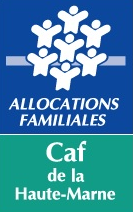 ALLOCATIONS
FAMILIALES
Caf
de la
Haute-Marne